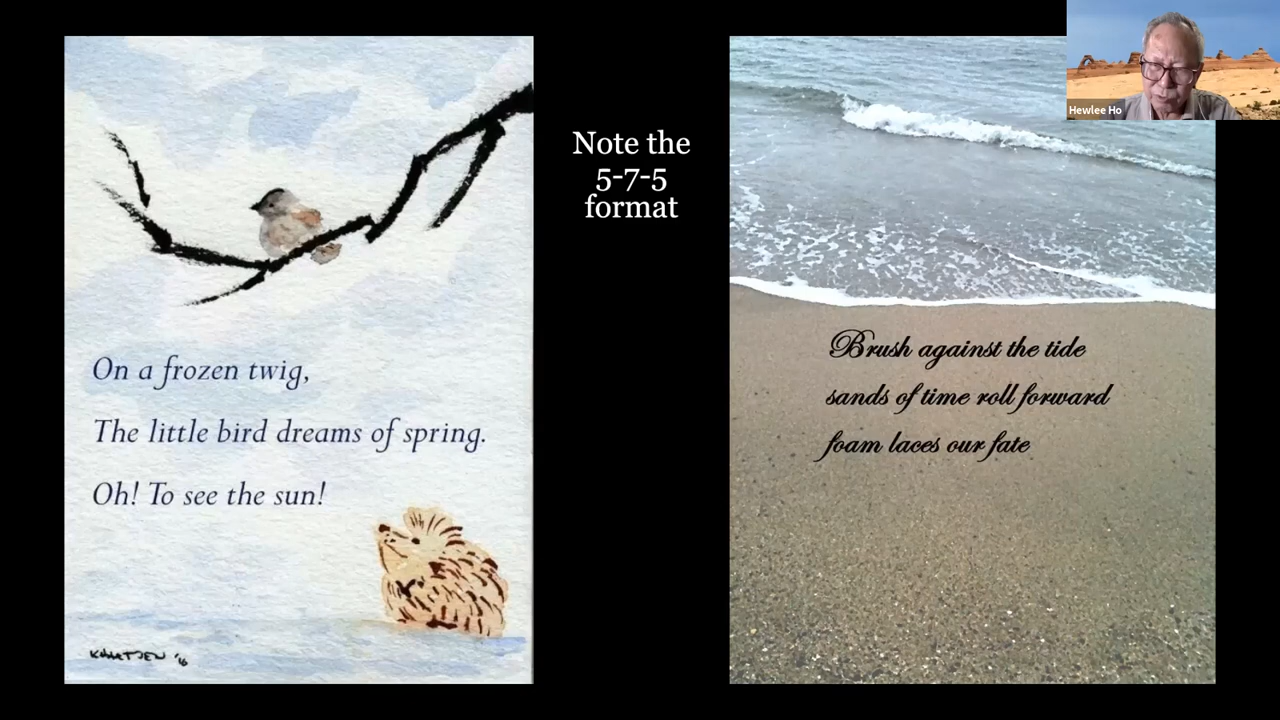 On a frozen twig,
The little bird dreams of spring.
Oh! To see the sun!
Note the
5-7-5
format
Brush against the tide
sands of time roll forward
foam laces our fate
Hewlee Ho